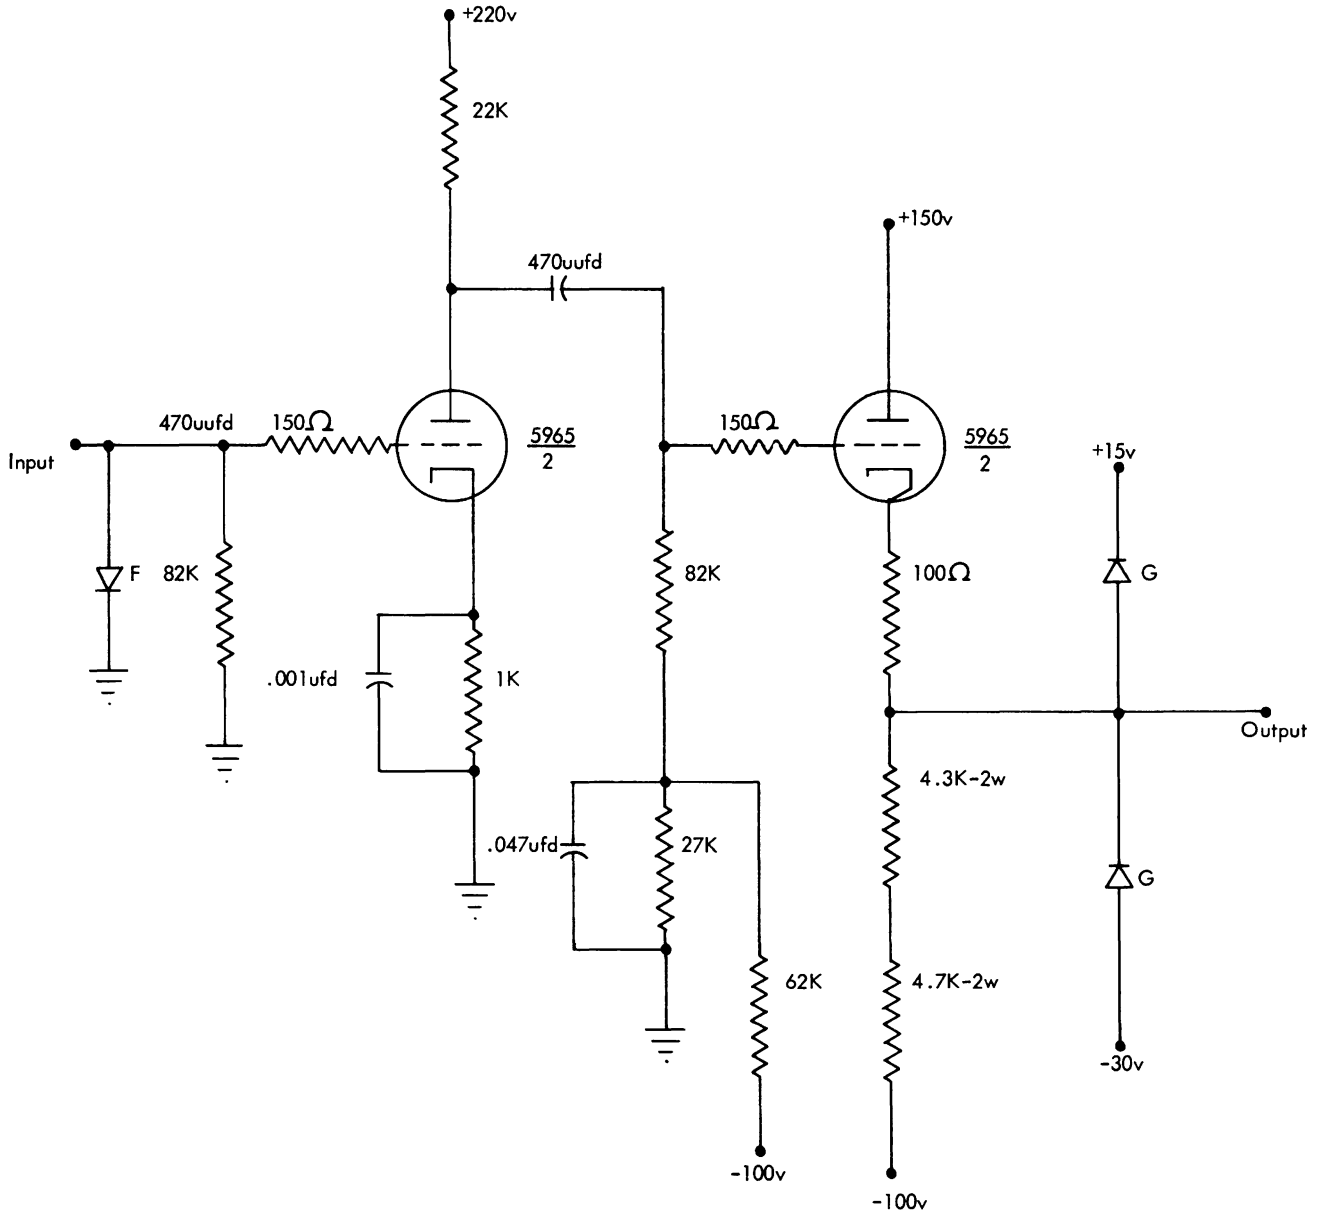 +220v
22K
+150v
470uufd
470uufd
150Ω
5965
2
150Ω
5965
2
+15v
Input
F
82K
82K
100Ω
G
.001ufd
1K
Output
4.3K-2w
.047ufd
27K
G
62K
4.7K-2w
-30v
-100v
-100v